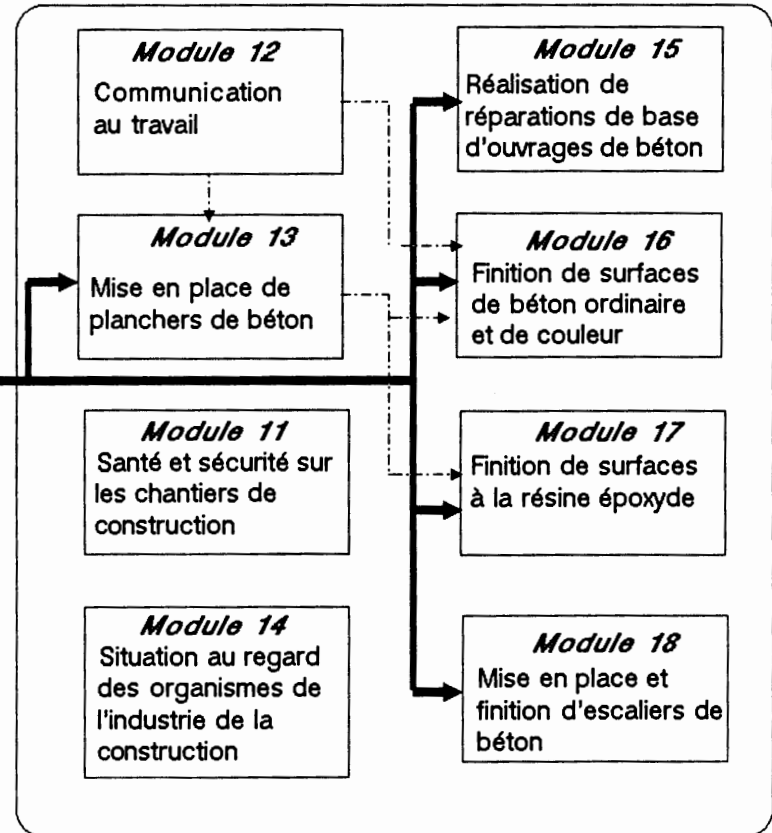 Module 12
Communication
au travail
Module 13
Mise en place de
planchers de béton
Module 11
Santé et sécurité sur
les chantiers de
construction
Module 14
Situation au regard
des organismes de
l'industrie de la
construction
Module 15
Réalisation de
réparations de base
d'ouvrages de béton
Module 16
Finition de surfaces
de béton ordinaire
et de couleur
Module 17
Finition de surfaces
à la résine époxyde
Module 18
Mise en place et
finition d'escaliers de
béton